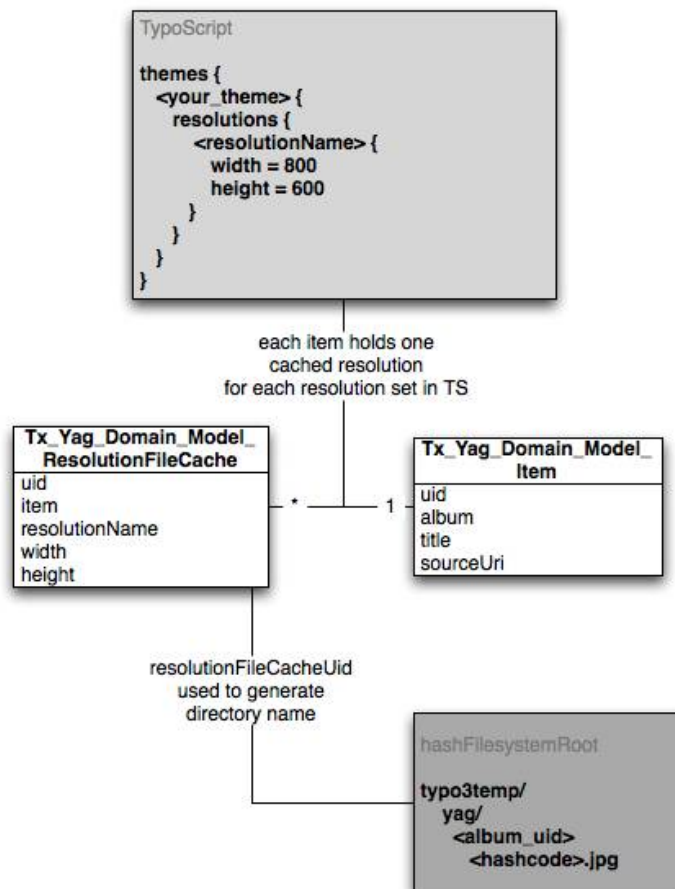 TypoScript
themes {
<your_theme> {
resolutions {
<resolutionName> {
width = 800
height = 600
}
}
}
}
each item holds one
cached resolution
for each resolution set in TS
Tx_Yag_Domain_Model_
ResolutionFileCache
uid
item
resolutionName
width
height
* 1
Tx_Yag_Domain_Model_
Item
uid
album
title
sourceUri
resolutionFileCacheUid
used to generate
directory name
hashFilesystemRoot
typo3temp/
yag/
<album_uid>
<hashcode>.jpg